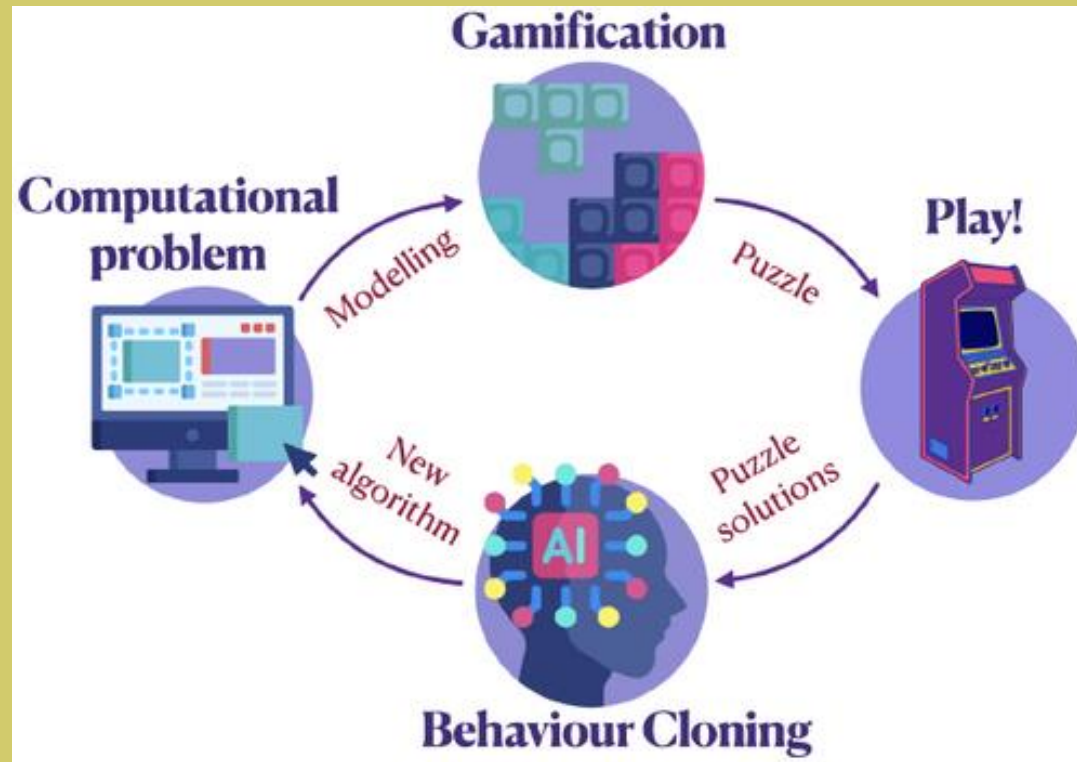 Gamification
Computational
problem
Modelling
Puzzle
Play!
New
algorithm
AI
Puzzle
solutions
Behaviour Cloning